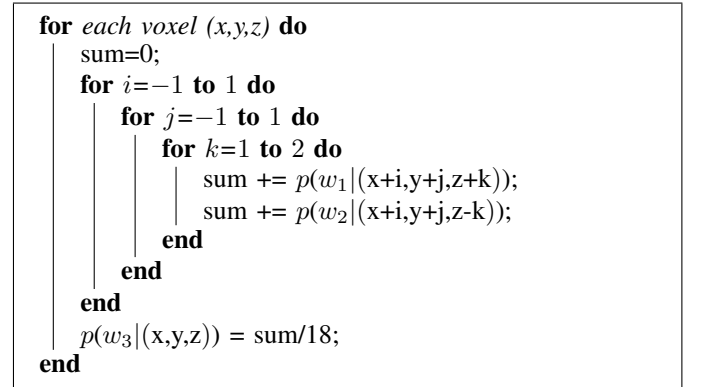 for each voxel (x,y,z) do
sum=0;
for i=−1 to 1 do
for j=−1 to 1 do
for k=1 to 2 do
sum += p(w₁|(x+i,y+j,z+k));
sum += p(w₂|(x+i,y+j,z-k));
end
end
end
p(w₃|(x,y,z)) = sum/18;
end